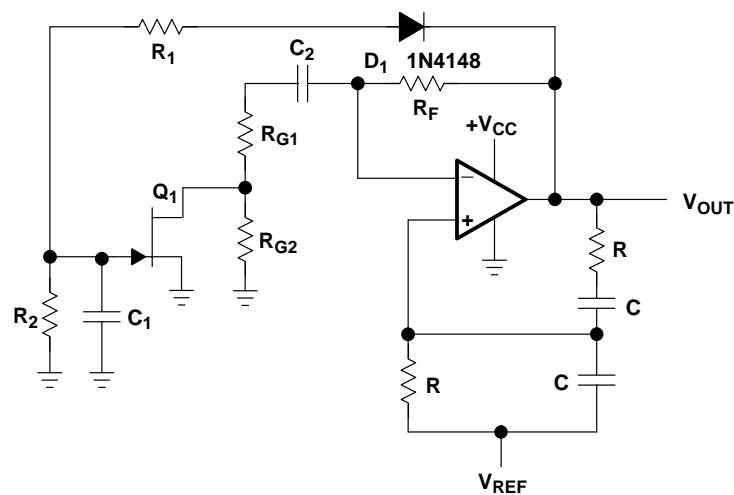 R1
C2
D1 1N4148
RF
RG1
+VCC
Q1
−
+
VOUT
RG2
R
R2
C1
C
R
C
VREF